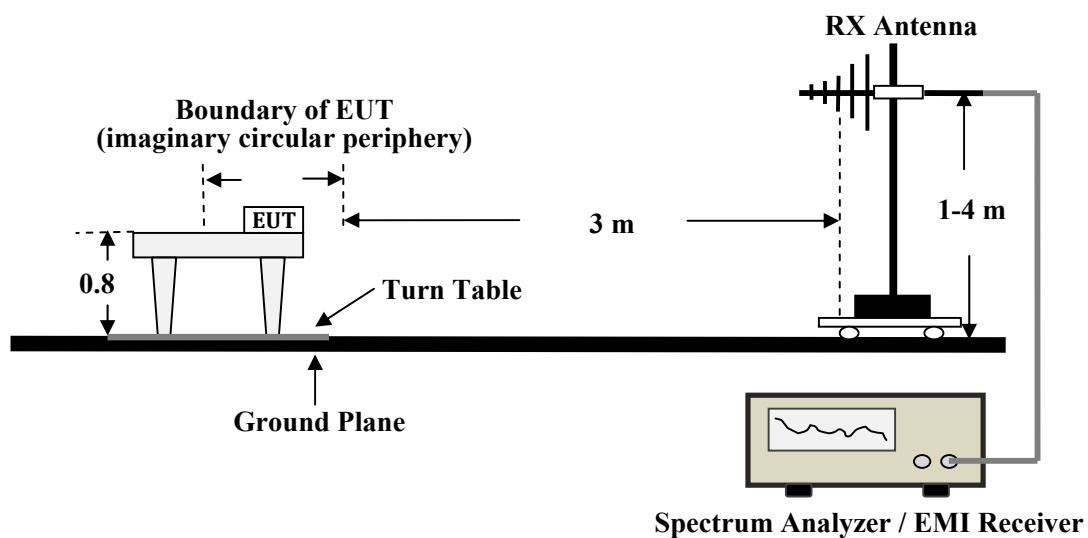 RX Antenna
Boundary of EUT
(imaginary circular periphery)
EUT
3 m
1-4 m
0.8
Turn Table
Ground Plane
Spectrum Analyzer / EMI Receiver